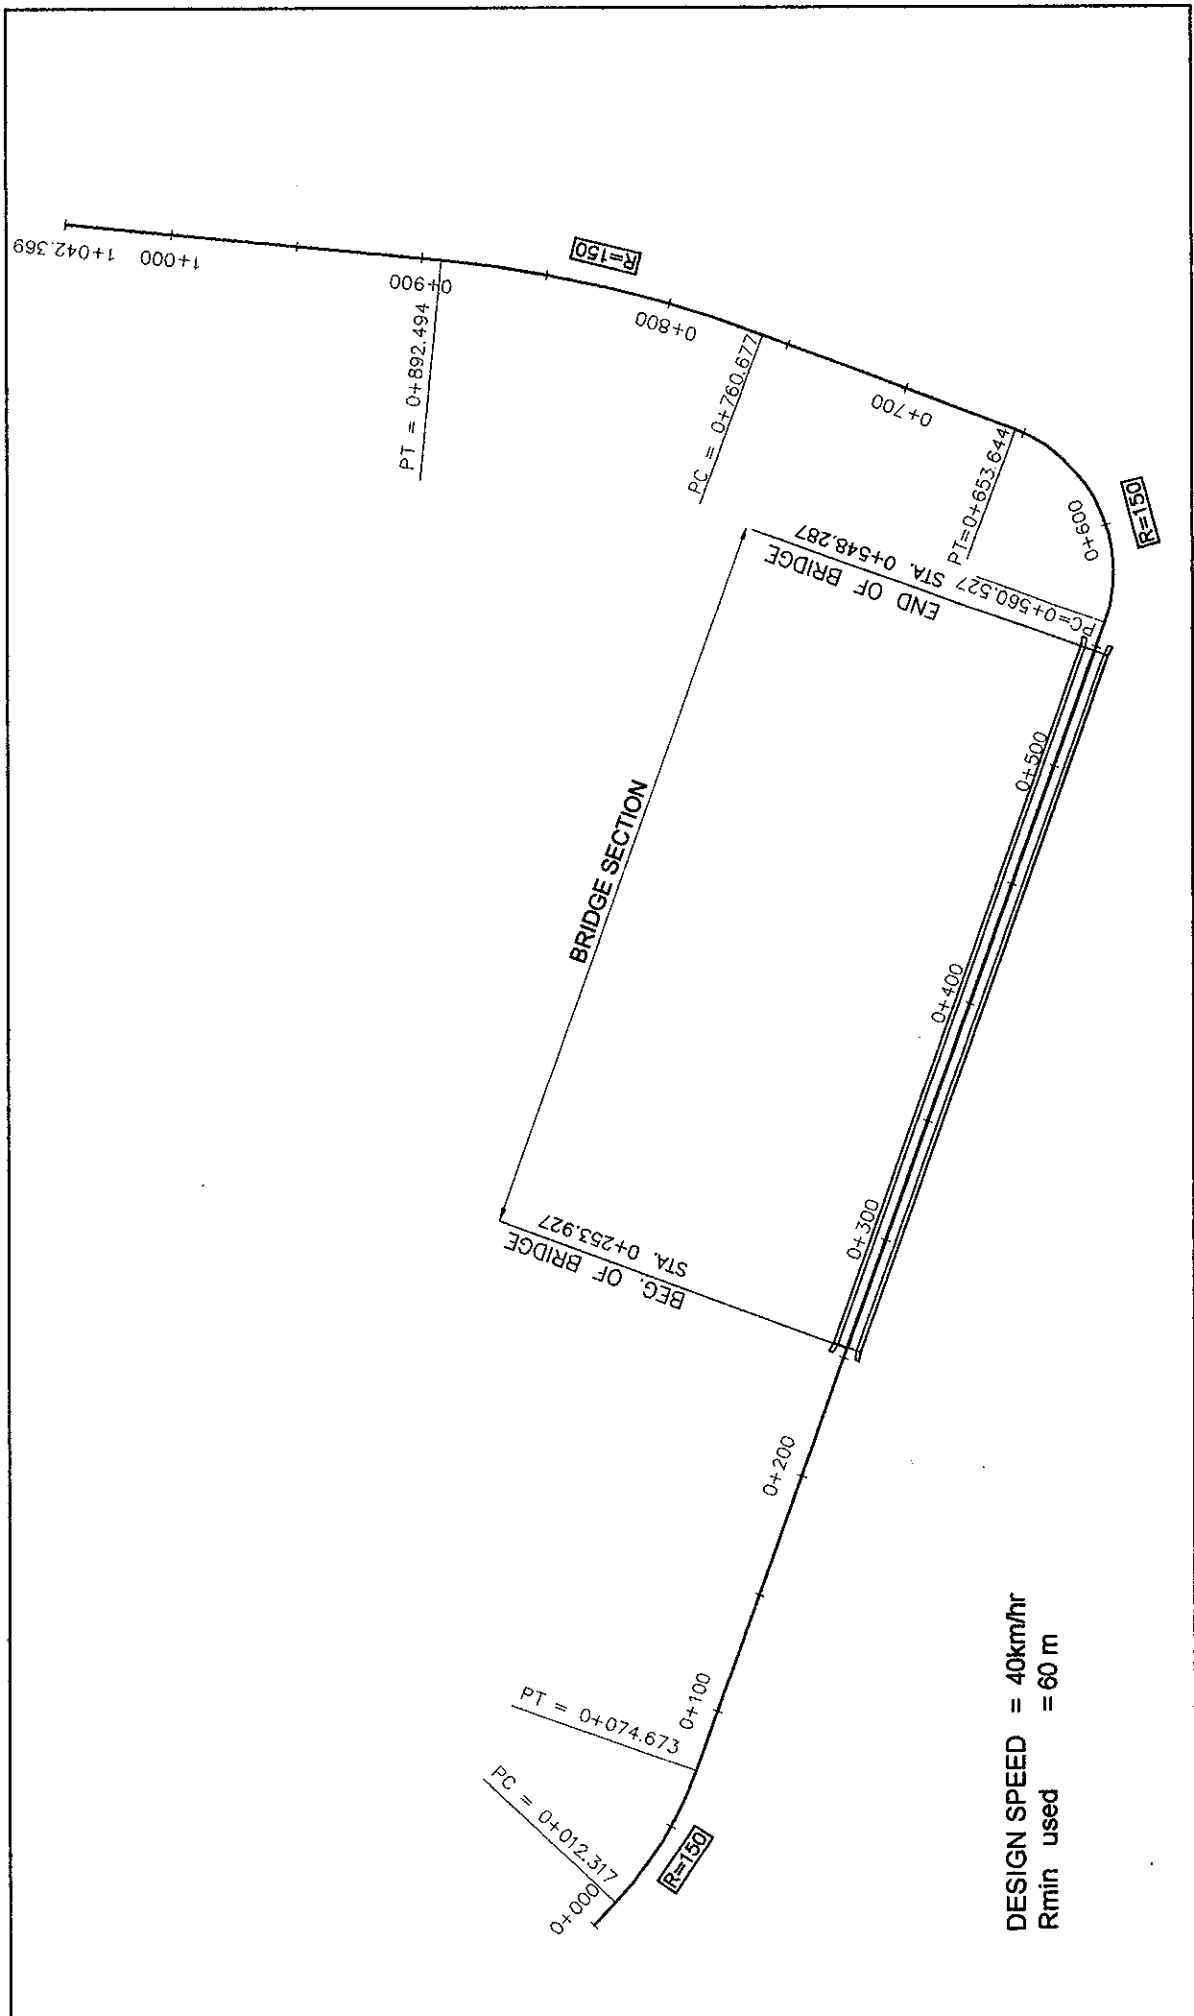 0+000
PC = 0+012.317
R=150
PT = 0+074.673
0+100
0+200
BEG. OF BRIDGE
STA. 0+253.927
0+300
BRIDGE SECTION
0+400
0+500
END OF BRIDGE
STA. 0+548.287
PC=0+560.527
0+600
R=150
PT=0+653.644
0+700
PC = 0+760.677
0+800
R=150
PT = 0+892.494
0+900
1+000
1+042.369
DESIGN SPEED = 40km/hr
Rmin used = 60 m